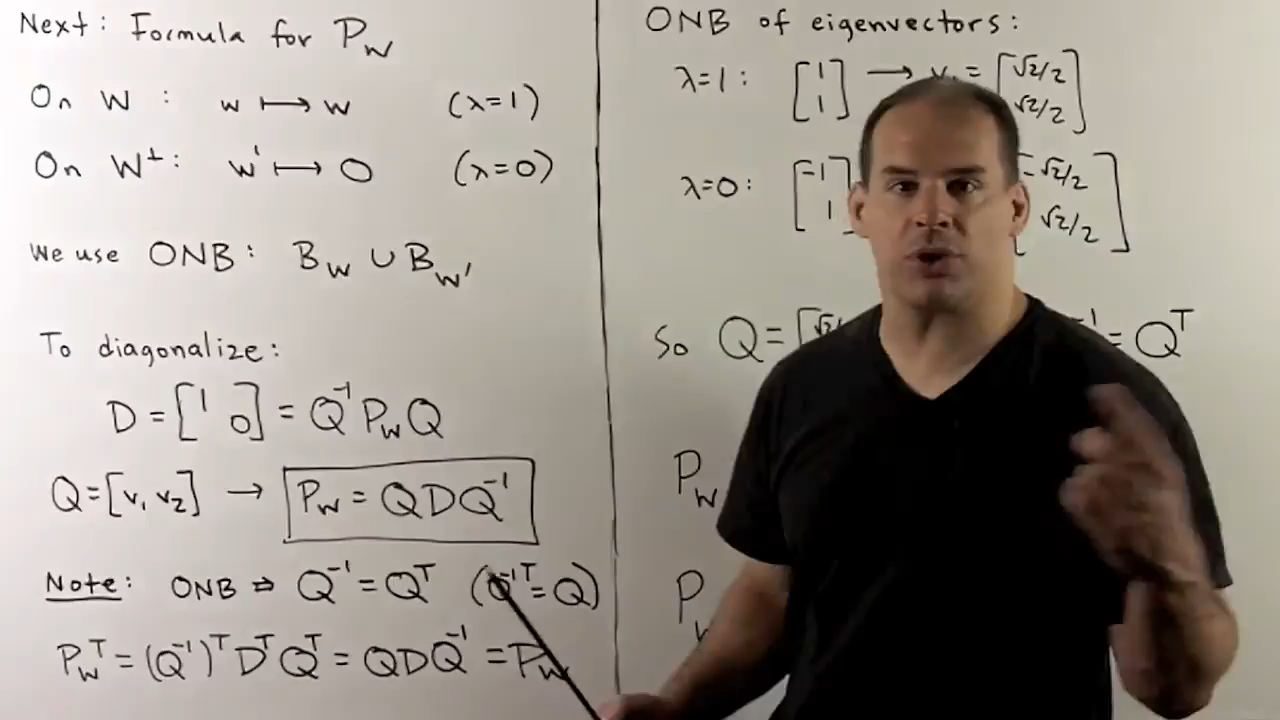 Next: Formula for P_W
On W : w ⟼ w (λ=1)
On W⊥: w' ⟼ 0 (λ=0)
We use ONB: B_W ∪ B_W'
To diagonalize:
D = [1 0] = Q⁻¹ P_W Q
Q = [v₁ v₂] → P_W = QDQ⁻¹
Note: ONB ⇒ Q⁻¹ = Qᵀ (Q⁻¹ᵀ = Q)
P_Wᵀ = (Q⁻¹)ᵀ Dᵀ Qᵀ = QDQ⁻¹ = P_W
ONB of eigenvectors:
λ=1: [1 1] → v₁ = [√2/2 √2/2]
λ=0: [-1 1] [-√2/2 √2/2]
So Q = [√2/ ⁻¹ = Qᵀ
P_W
P_W